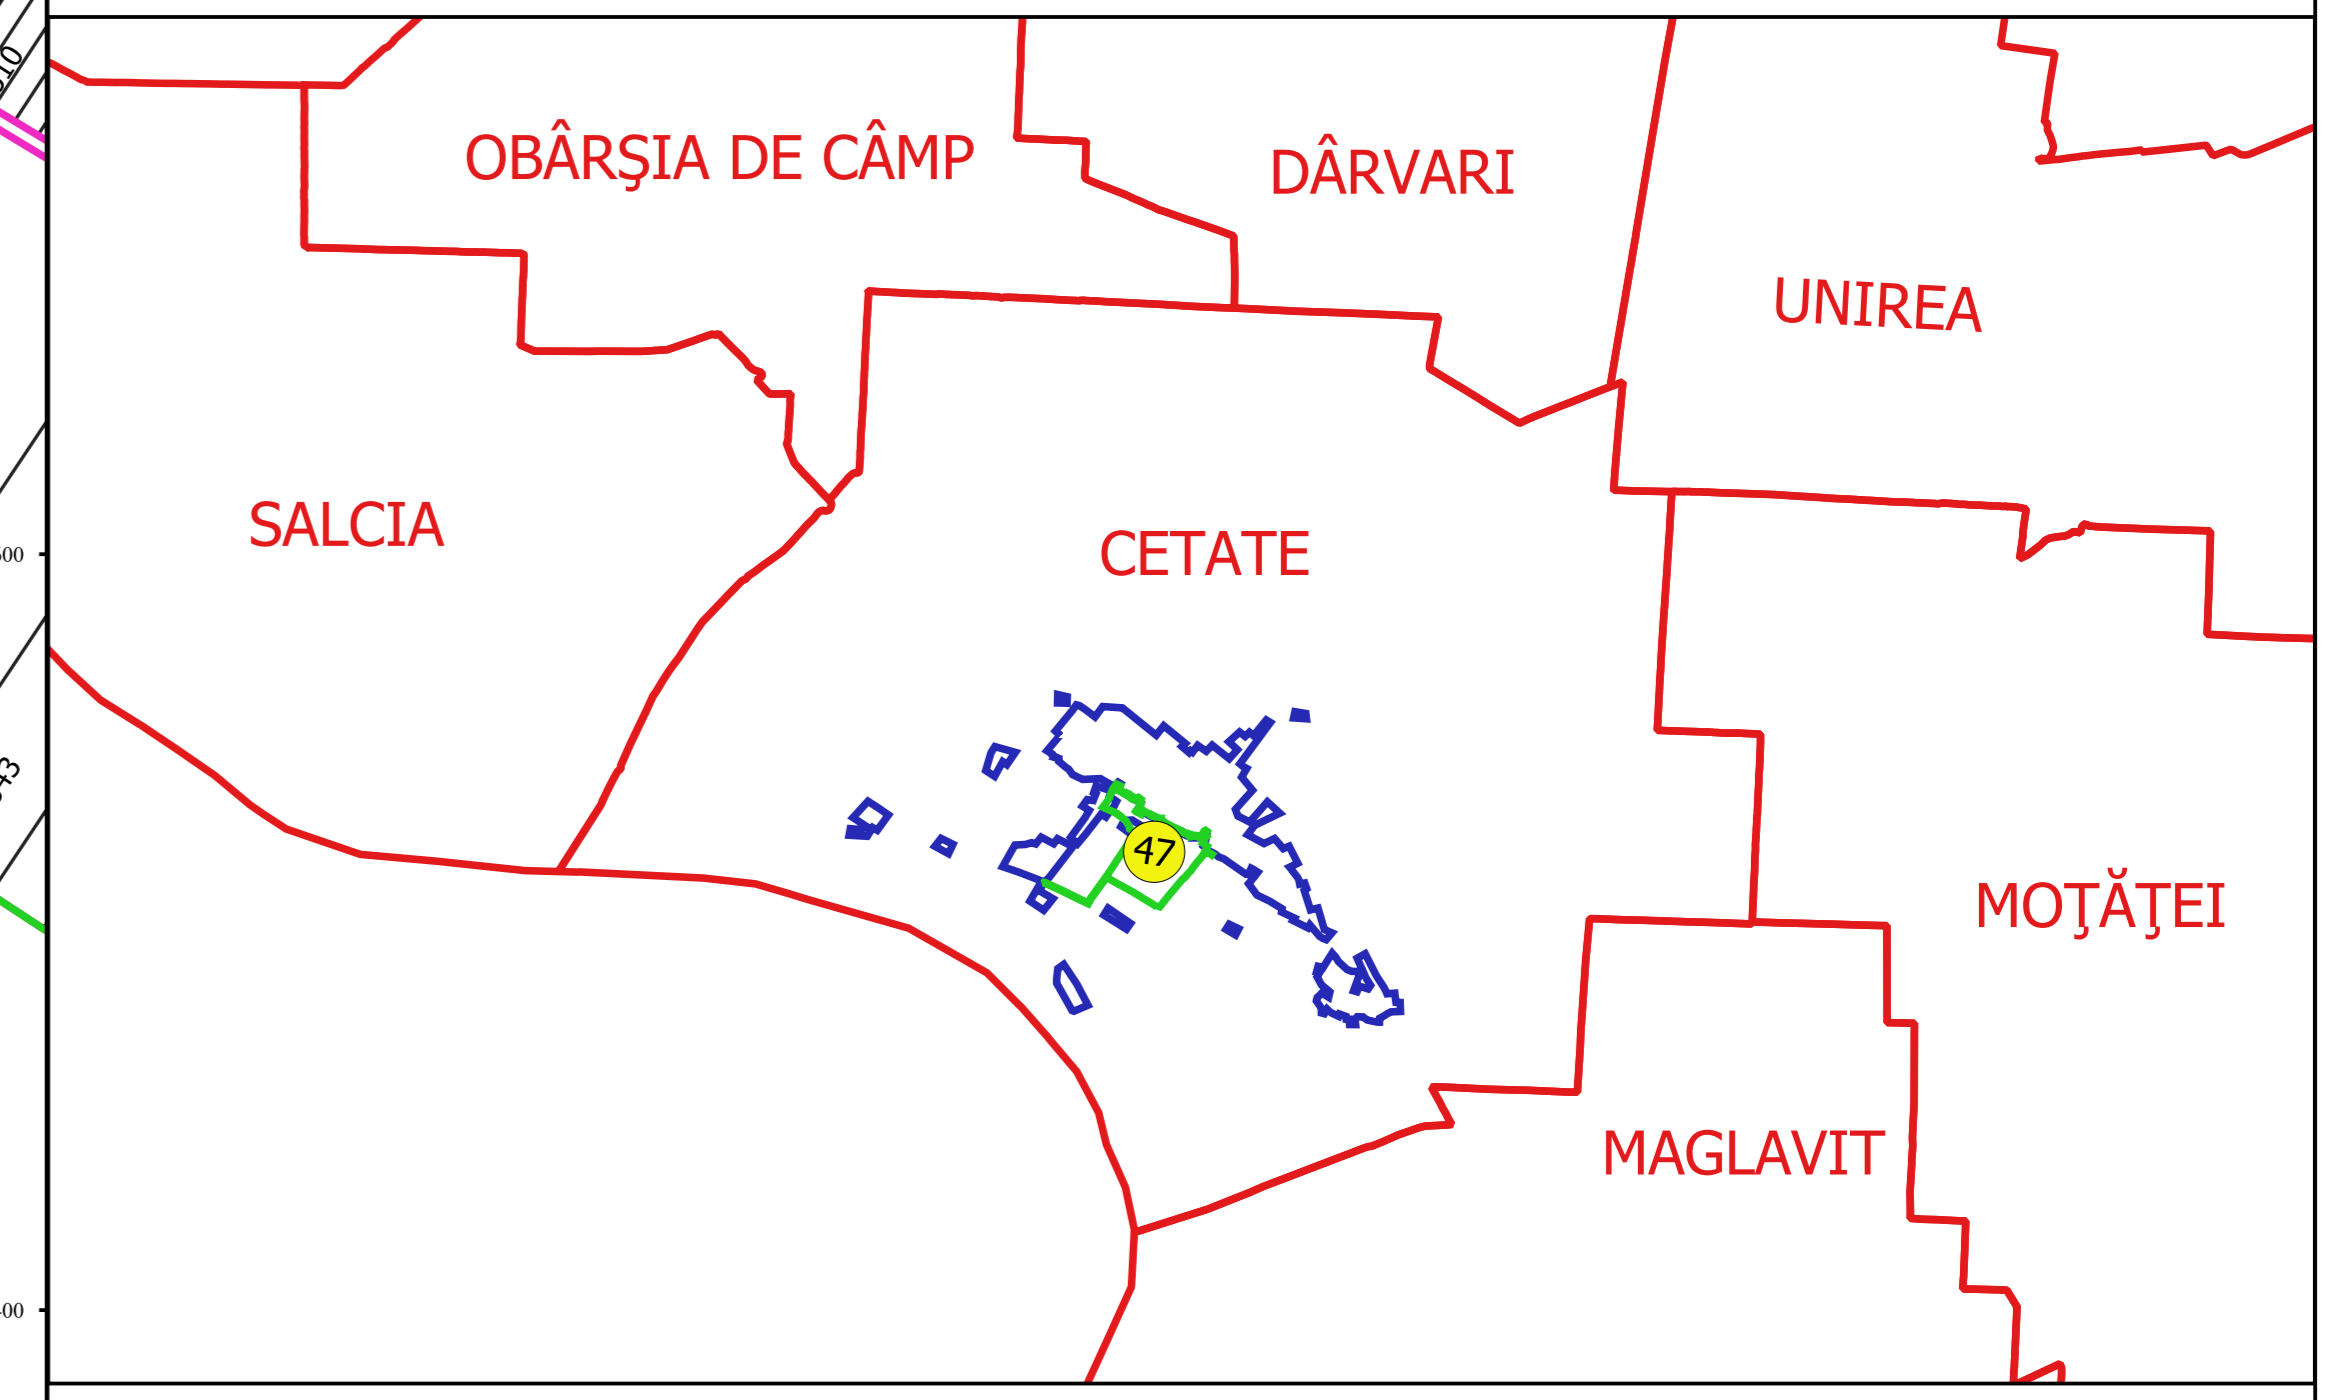 OBÂRŞIA DE CÂMP
DÂRVARI
UNIREA
SALCIA
CETATE
47
MOŢĂŢEI
MAGLAVIT